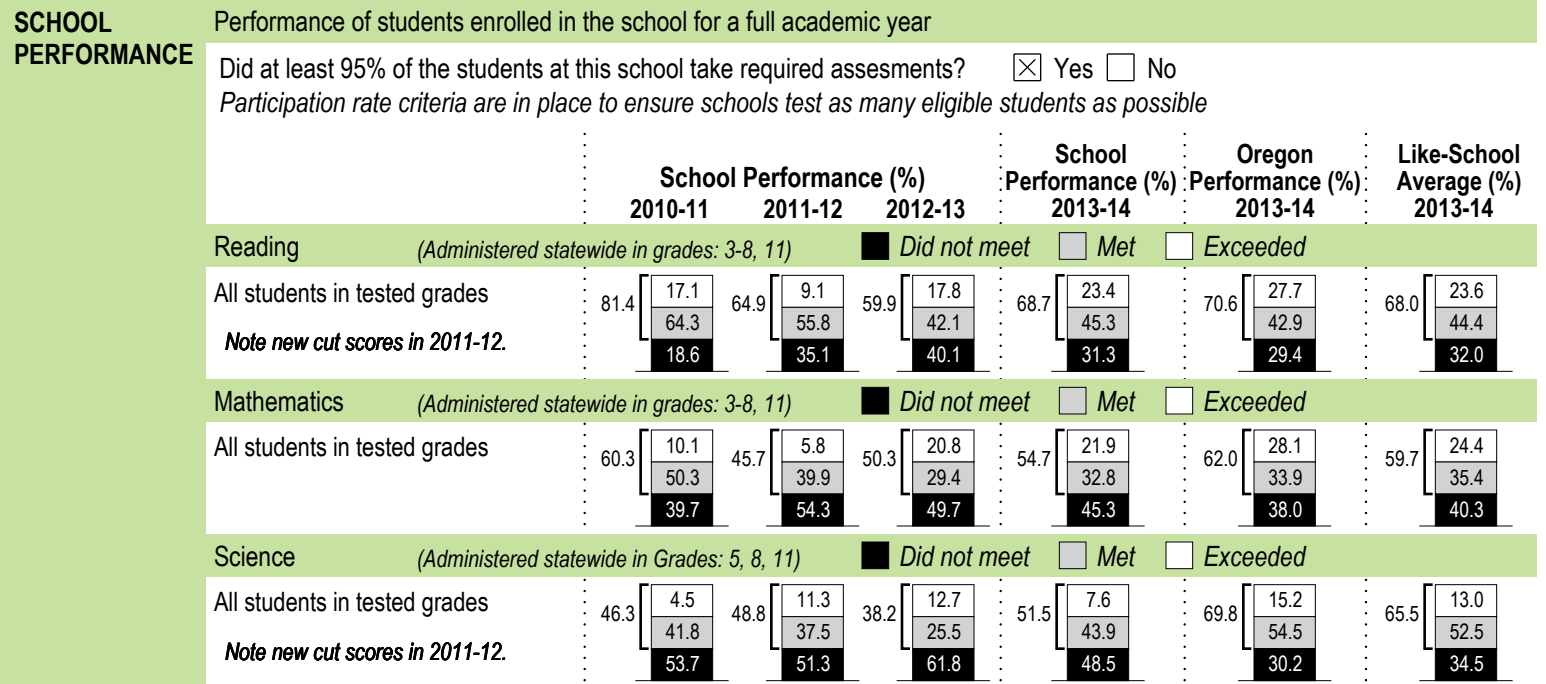 SCHOOL
PERFORMANCE
Performance of students enrolled in the school for a full academic year
Did at least 95% of the students at this school take required assesments? Yes No
Participation rate criteria are in place to ensure schools test as many eligible students as possible
School Performance (%)
2010-11 2011-12 2012-13
School
Performance (%)
2013-14
Oregon
Performance (%)
2013-14
Like-School
Average (%)
2013-14
Reading (Administered statewide in grades: 3-8, 11) Did not meet Met Exceeded
All students in tested grades
Note new cut scores in 2011-12.
81.4 17.1 64.9 9.1 59.9 17.8 68.7 23.4 70.6 27.7 68.0 23.6
64.3 55.8 42.1 45.3 42.9 44.4
18.6 35.1 40.1 31.3 29.4 32.0
Mathematics (Administered statewide in grades: 3-8, 11) Did not meet Met Exceeded
All students in tested grades
60.3 10.1 45.7 5.8 50.3 20.8 54.7 21.9 62.0 28.1 59.7 24.4
50.3 39.9 29.4 32.8 33.9 35.4
39.7 54.3 49.7 45.3 38.0 40.3
Science (Administered statewide in Grades: 5, 8, 11) Did not meet Met Exceeded
All students in tested grades
Note new cut scores in 2011-12.
46.3 4.5 48.8 11.3 38.2 12.7 51.5 7.6 69.8 15.2 65.5 13.0
41.8 37.5 25.5 43.9 54.5 52.5
53.7 51.3 61.8 48.5 30.2 34.5